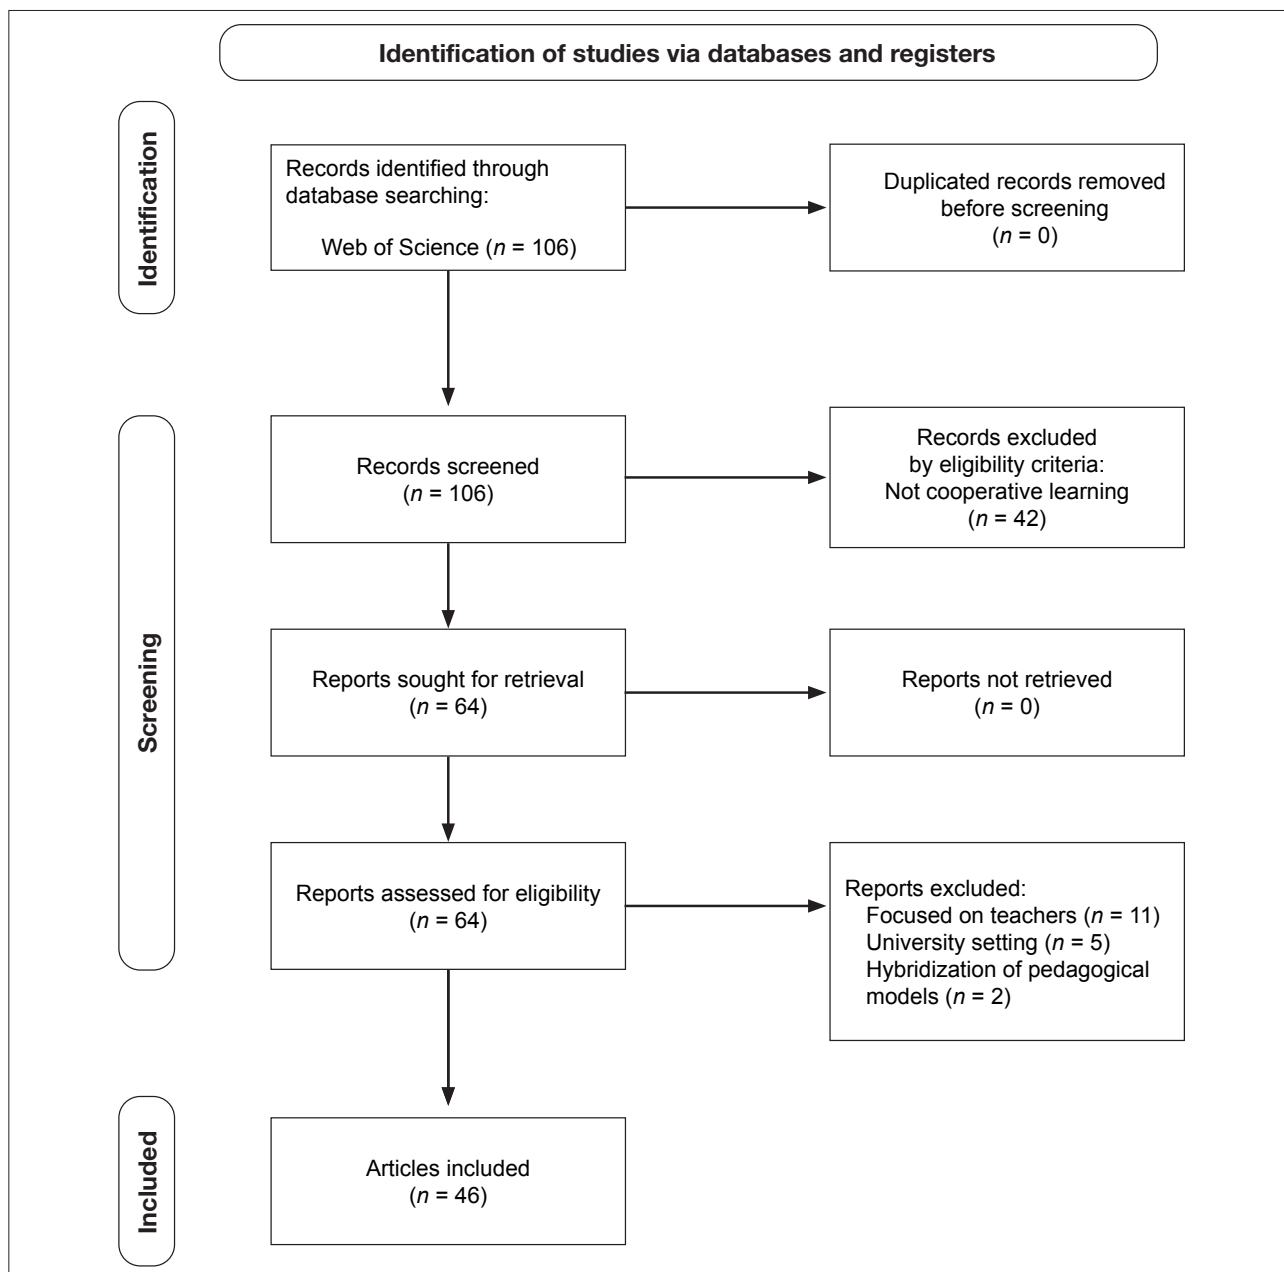 Identification of studies via databases and registers
Identification
Records identified through
database searching:
Web of Science (n = 106)
Duplicated records removed
before screening
(n = 0)
Screening
Records screened
(n = 106)
Records excluded
by eligibility criteria:
Not cooperative learning
(n = 42)
Reports sought for retrieval
(n = 64)
Reports not retrieved
(n = 0)
Reports assessed for eligibility
(n = 64)
Reports excluded:
Focused on teachers (n = 11)
University setting (n = 5)
Hybridization of pedagogical
models (n = 2)
Included
Articles included
(n = 46)